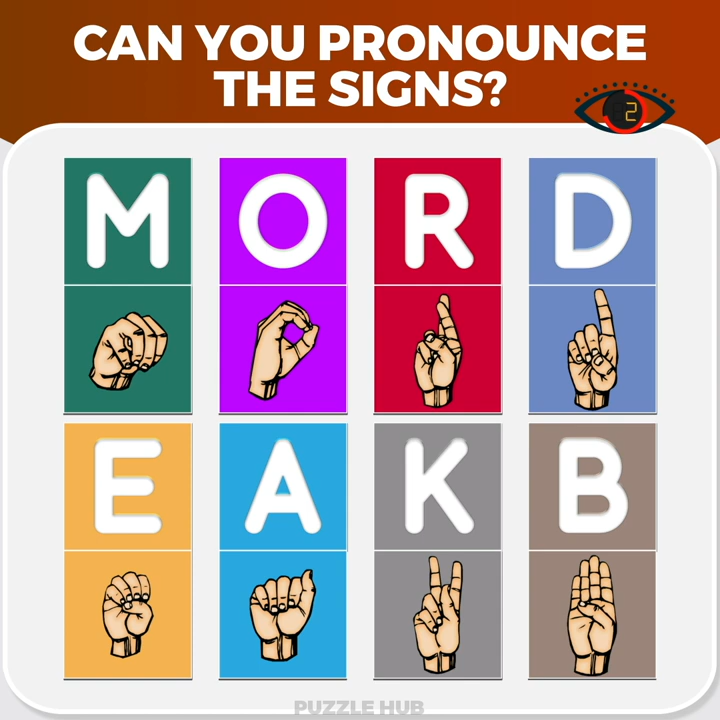 CAN YOU PRONOUNCE
THE SIGNS?
2
M O R D
E A K B
PUZZLE HUB